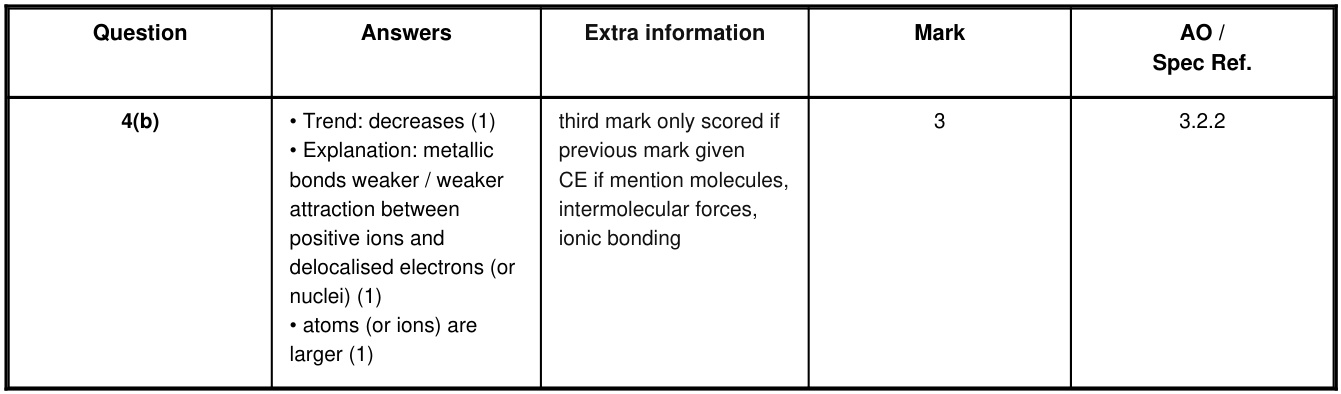 Question Answers Extra information Mark AO /
Spec Ref.
4(b)
• Trend: decreases (1)
• Explanation: metallic
bonds weaker / weaker
attraction between
positive ions and
delocalised electrons (or
nuclei) (1)
• atoms (or ions) are
larger (1)
third mark only scored if
previous mark given
CE if mention molecules,
intermolecular forces,
ionic bonding
3
3.2.2